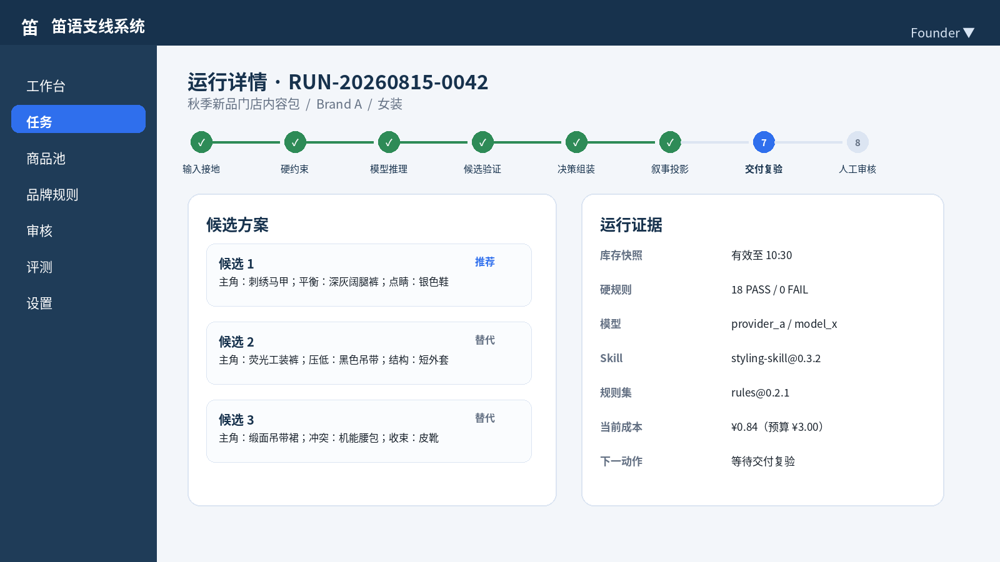 笛 笛语支线系统
Founder ▼
工作台
任务
商品池
品牌规则
审核
评测
设置
运行详情 · RUN-20260815-0042
秋季新品门店内容包 / Brand A / 女装
✓ ✓ ✓ ✓ ✓ ✓ 7 8
输入接地 硬约束 模型推理 候选验证 决策组装 叙事投影 交付复验 人工审核
候选方案
候选 1 推荐
主角：刺绣马甲；平衡：深灰阔腿裤；点睛：银色鞋
候选 2 替代
主角：荧光工装裤；压低：黑色吊带；结构：短外套
候选 3 替代
主角：缎面吊带裙；冲突：机能腰包；收束：皮靴
运行证据
库存快照 有效至 10:30
硬规则 18 PASS / 0 FAIL
模型 provider_a / model_x
Skill styling-skill@0.3.2
规则集 rules@0.2.1
当前成本 ¥0.84（预算 ¥3.00）
下一动作 等待交付复验